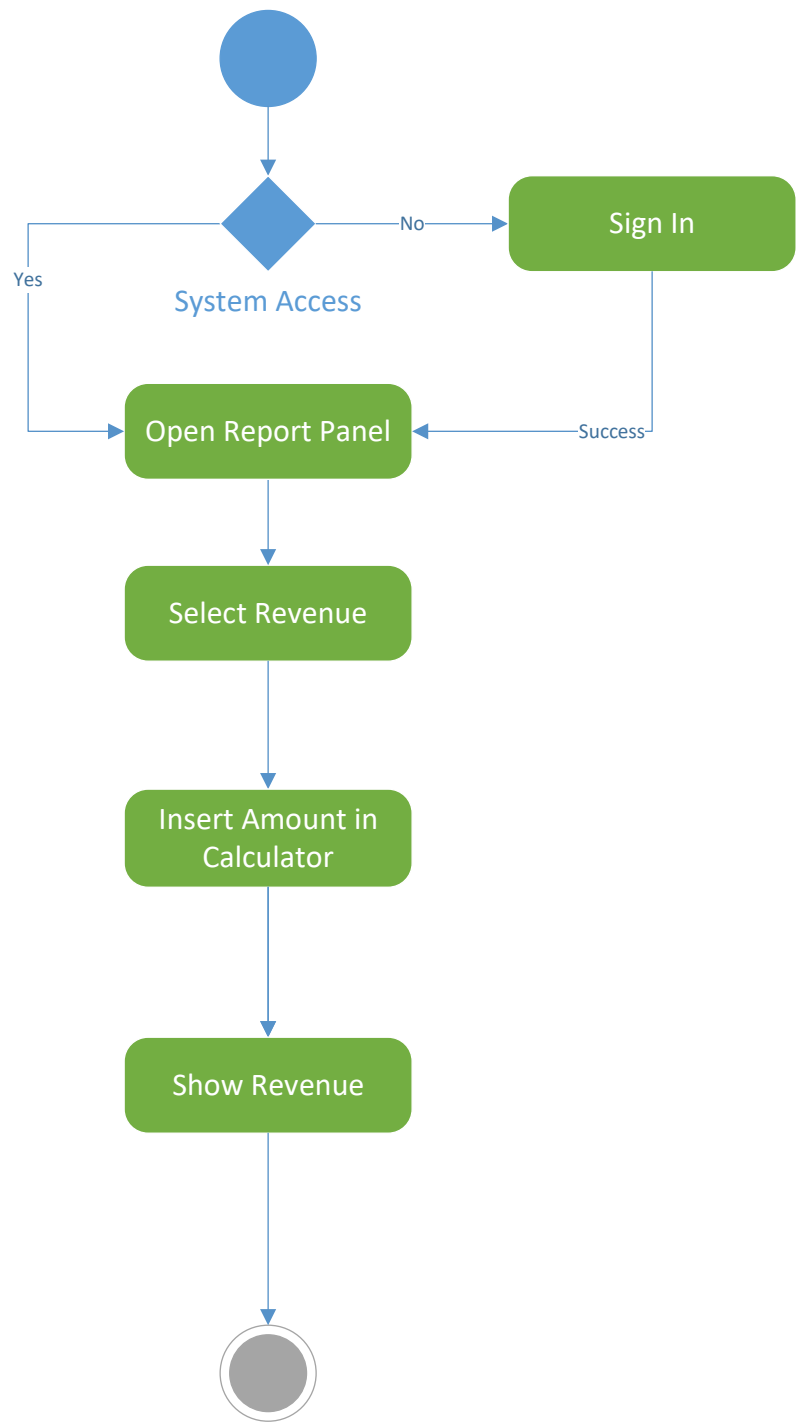 No
Sign In
Yes
System Access
Open Report Panel
Success
Select Revenue
Insert Amount in
Calculator
Show Revenue